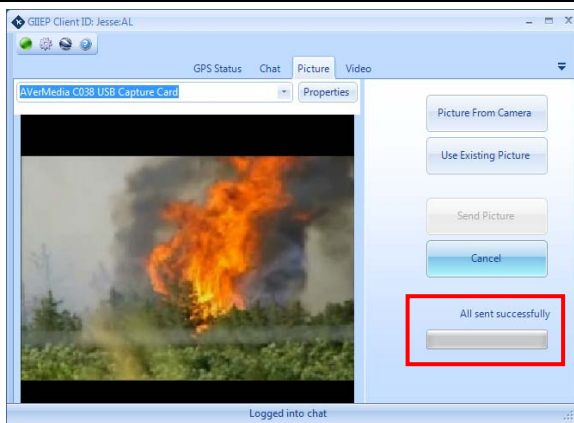 GIIEP Client ID: Jesse:AL
GPS Status Chat Picture Video
AVerMedia C038 USB Capture Card Properties
Picture From Camera
Use Existing Picture
Send Picture
Cancel
All sent successfully
Logged into chat